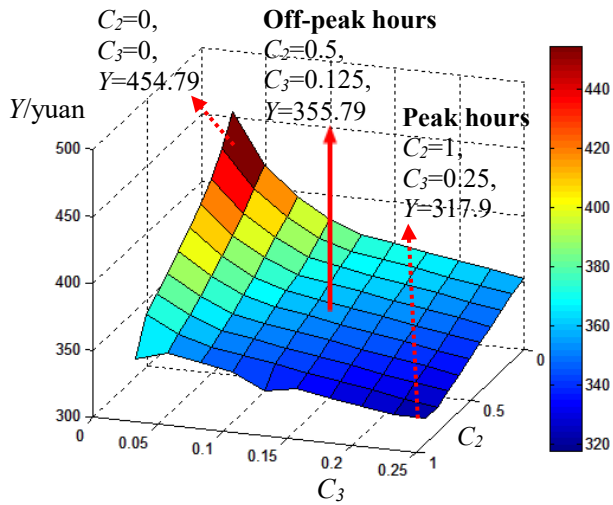 C2=0,
C3=0,
Y=454.79
Off-peak hours
C2=0.5,
C3=0.125,
Y=355.79
Peak hours
C2=1,
C3=0.25,
Y=317.9
Y/yuan
500
450
400
350
300
0
0.05
0.1
0.15
0.2
0.25
C3
0
0.5
1
C2
440
420
400
380
360
340
320